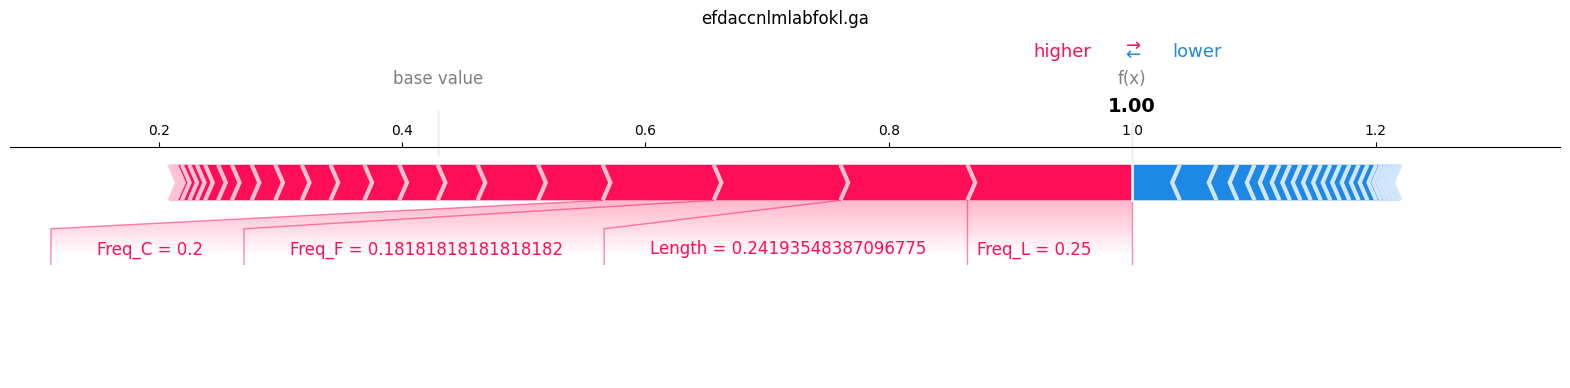 efdaccnlmlabfokl.ga
higher → ← lower
base value f(x)
1.00
0.2 0.4 0.6 0.8 1.0 1.2
Freq_C = 0.2 Freq_F = 0.18181818181818182 Length = 0.24193548387096775 Freq_L = 0.25